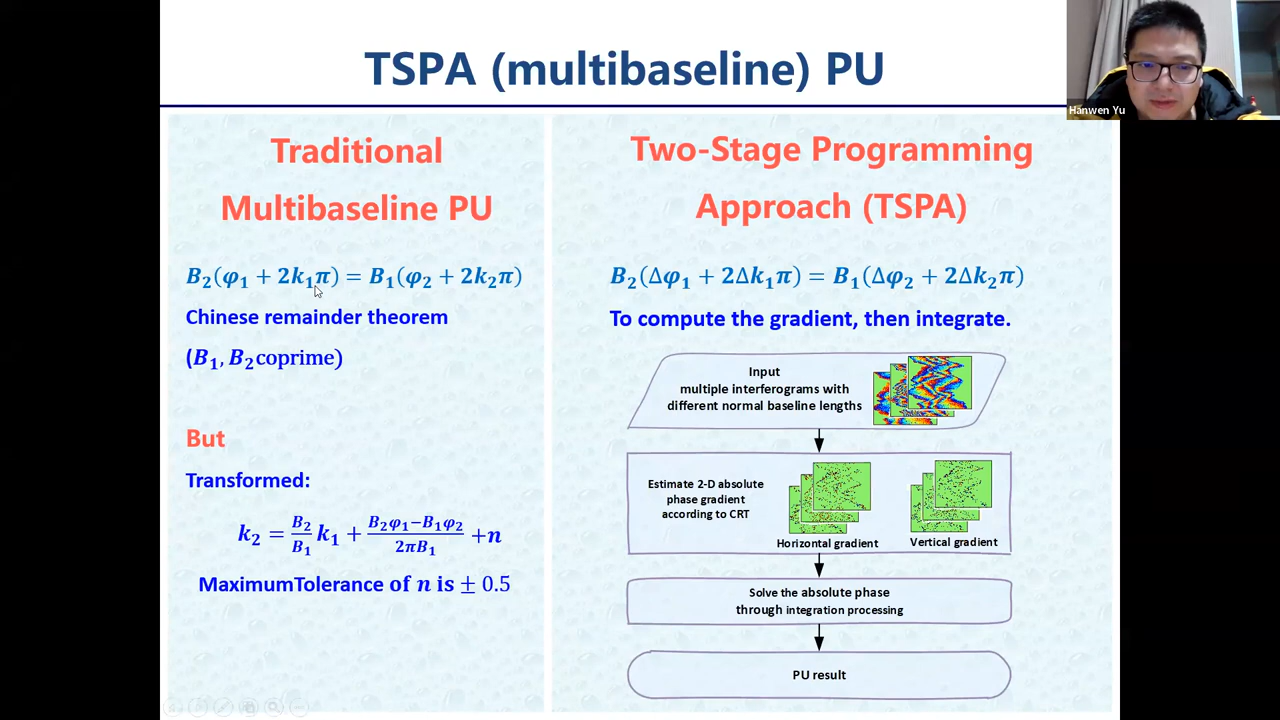 TSPA (multibaseline) PU
Hanwen Yu
Traditional
Multibaseline PU
B₂(φ₁ + 2k₁π) = B₁(φ₂ + 2k₂π)
Chinese remainder theorem
(B₁, B₂ coprime)
But
Transformed:
k₂ = B₂/B₁ k₁ + B₂φ₁−B₁φ₂/2πB₁ +n
MaximumTolerance of n is ± 0.5
Two-Stage Programming
Approach (TSPA)
B₂(Δφ₁ + 2Δk₁π) = B₁(Δφ₂ + 2Δk₂π)
To compute the gradient, then integrate.
Input
multiple interferograms with
different normal baseline lengths
Estimate 2-D absolute
phase gradient
according to CRT
Horizontal gradient
Vertical gradient
Solve the absolute phase
through integration processing
PU result